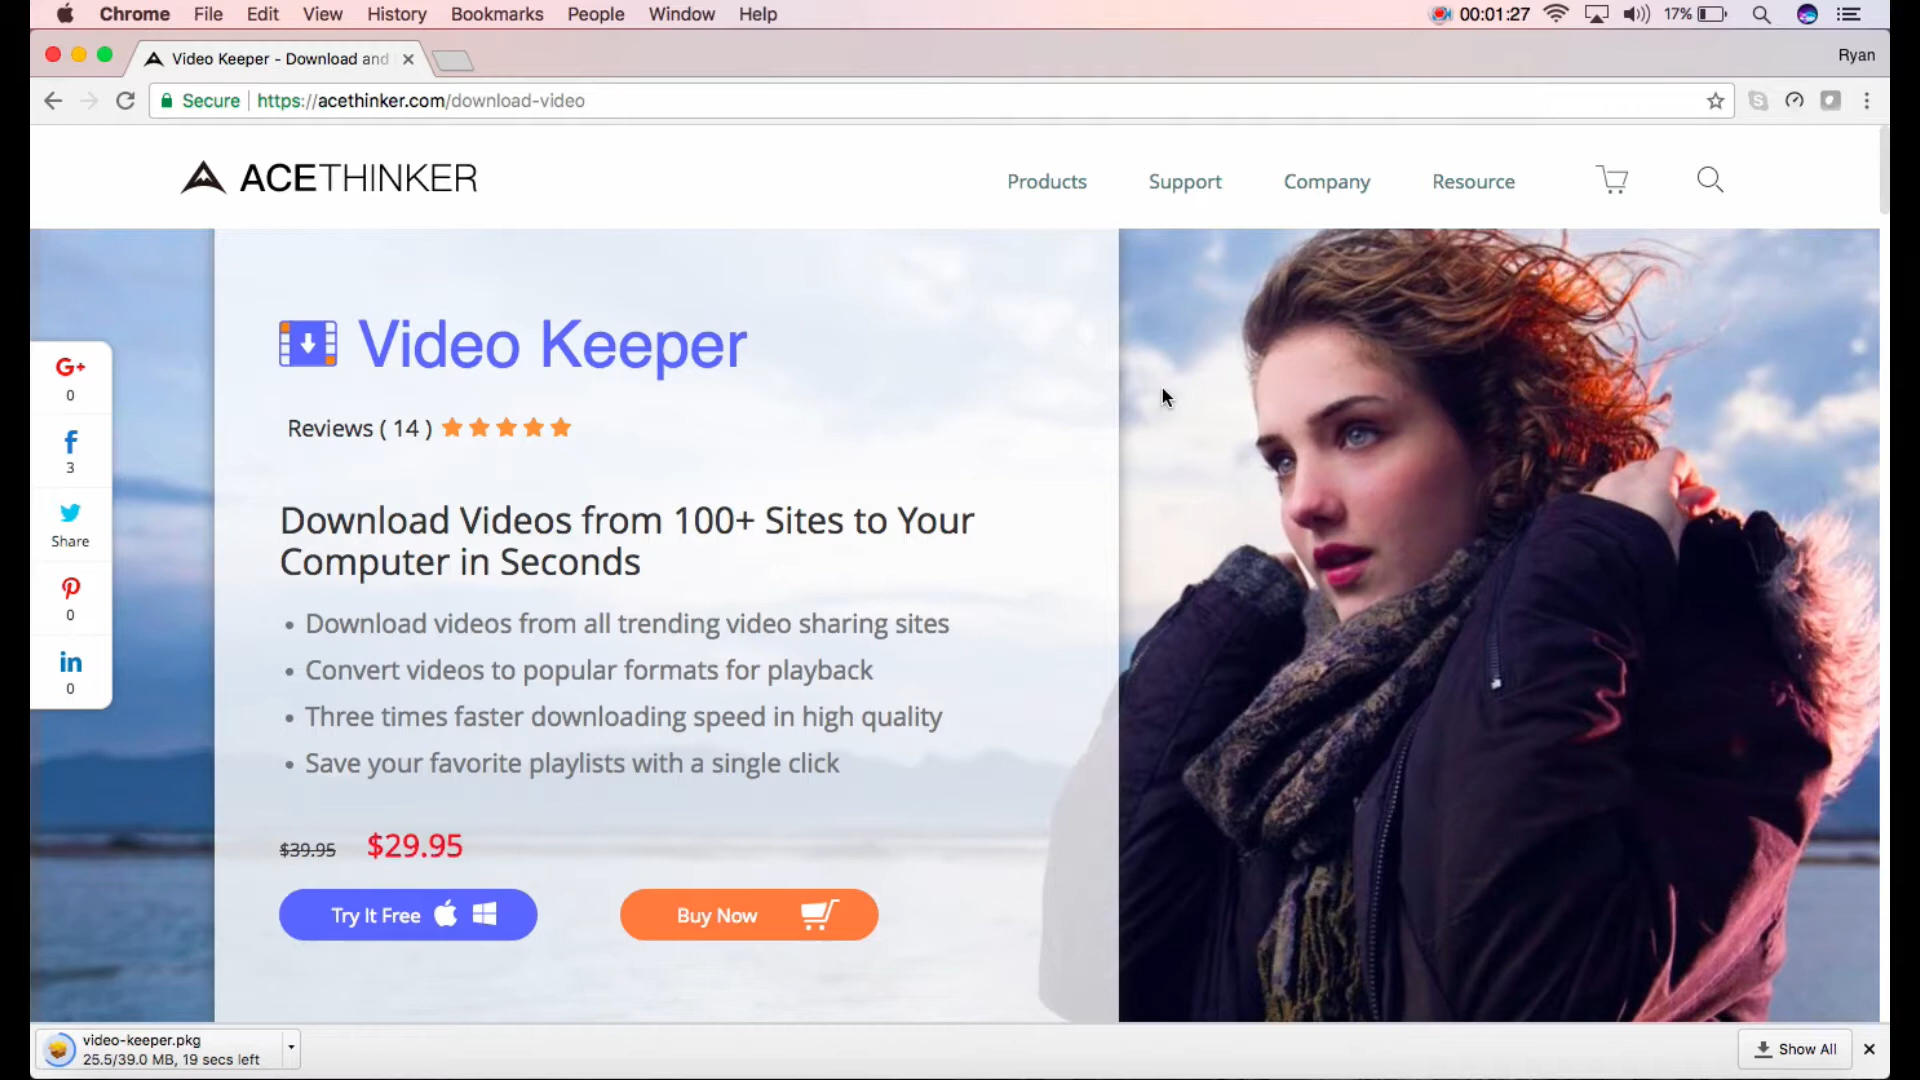 Chrome File Edit View History Bookmarks People Window Help 00:01:27 17%
Video Keeper - Download and
Ryan
Secure https://acethinker.com/download-video
ACETHINKER
Products Support Company Resource
Video Keeper
Reviews ( 14 )
Download Videos from 100+ Sites to Your
Computer in Seconds
• Download videos from all trending video sharing sites
• Convert videos to popular formats for playback
• Three times faster downloading speed in high quality
• Save your favorite playlists with a single click
$39.95 $29.95
Try It Free
Buy Now
G+
0
f
3
Share
0
in
0
video-keeper.pkg
25.5/39.0 MB, 19 secs left
Show All